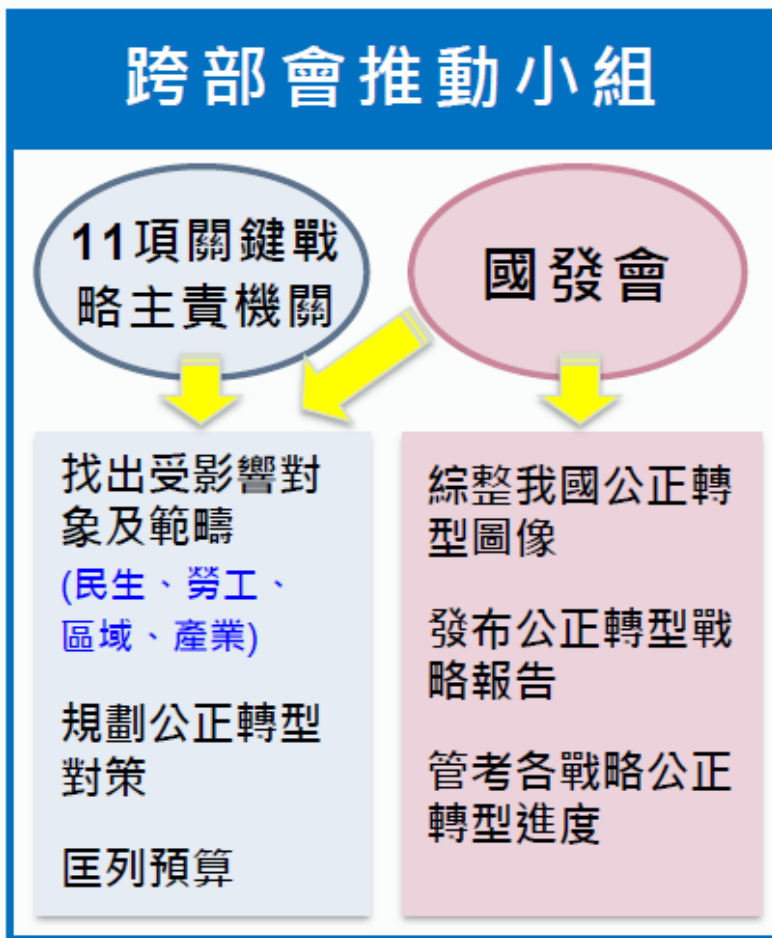 跨部會推動小組
11項關鍵戰
略主責機關
國發會
找出受影響對
象及範疇
(民生、勞工、
區域、產業)
規劃公正轉型
對策
匡列預算
綜整我國公正轉
型圖像
發布公正轉型戰
略報告
管考各戰略公正
轉型進度